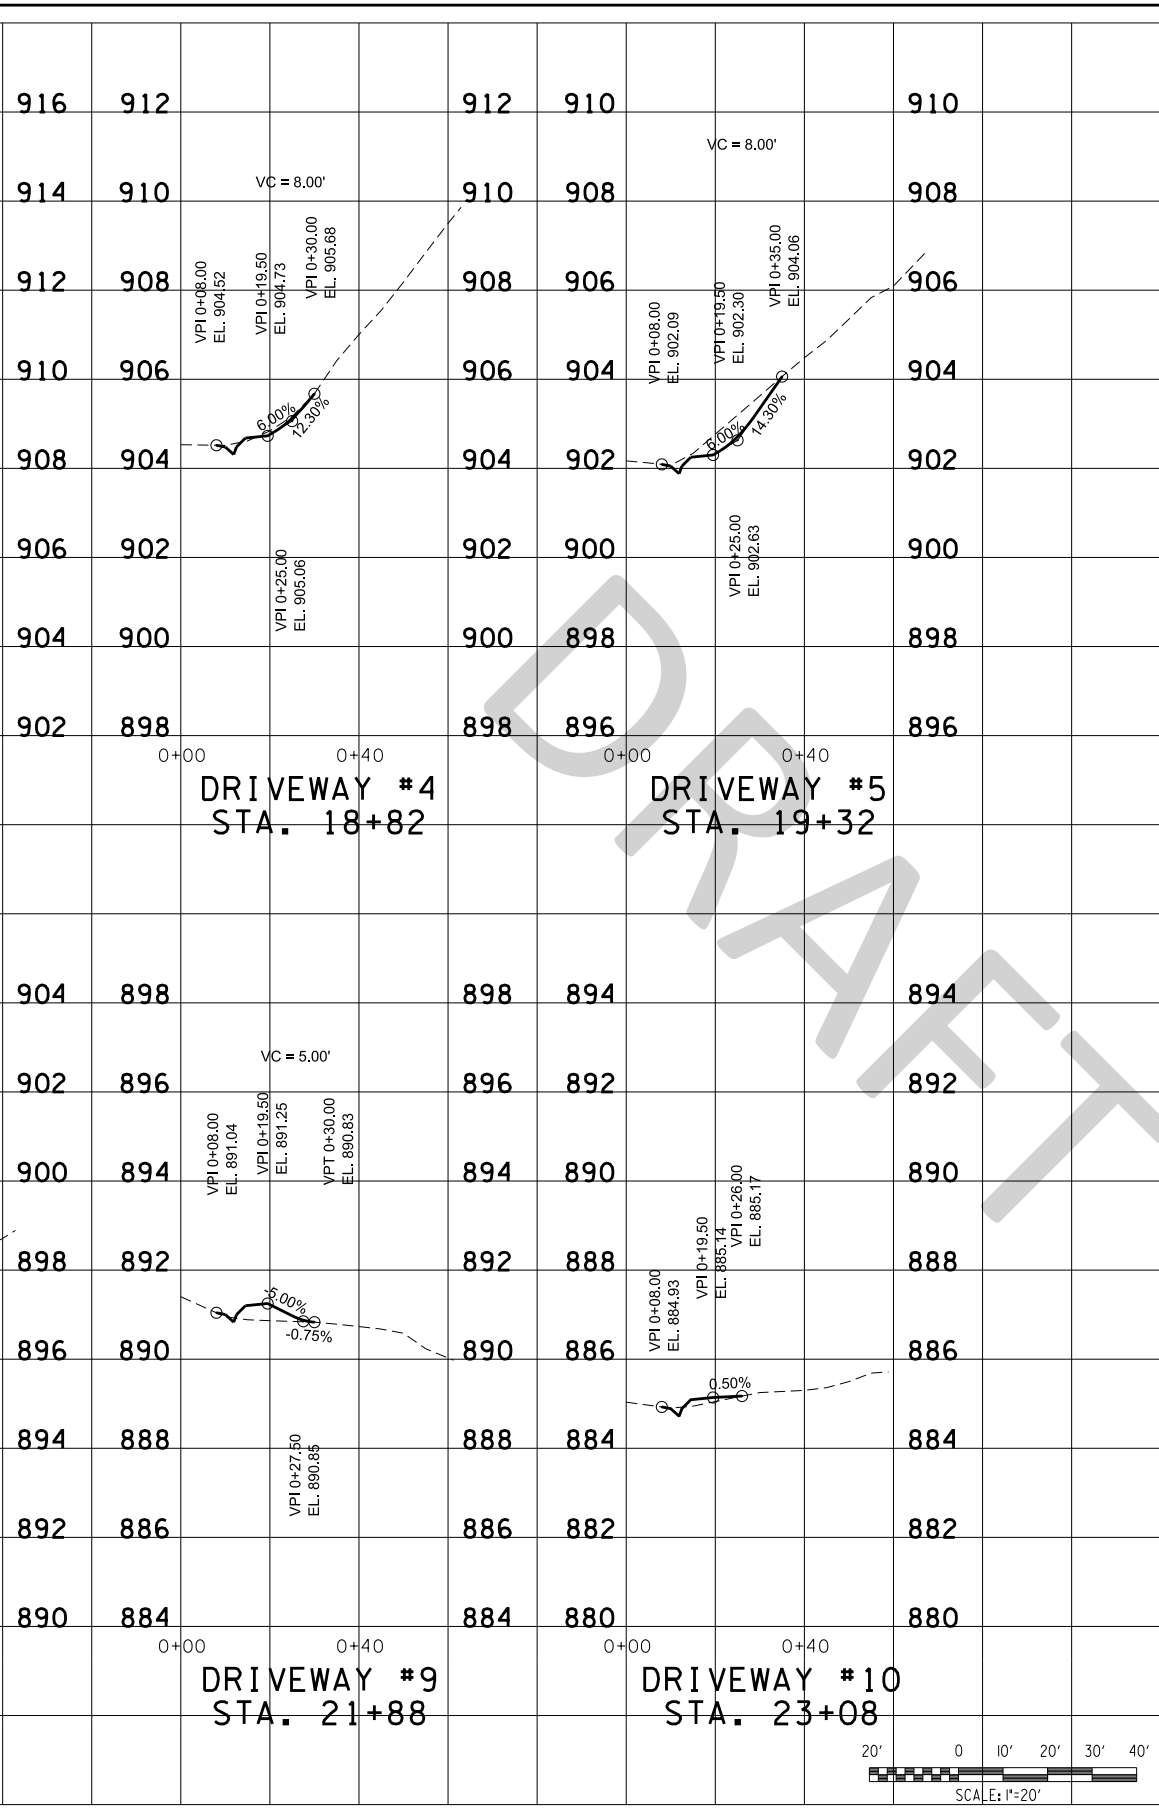 916 912 912 910 910
VC = 8.00'
914 910 910 908 908
VC = 8.00'
VPI 0+08.00
EL. 904.52
VPI 0+19.50
EL. 904.73
VPI 0+30.00
EL. 905.68
VPI 0+08.00
EL. 902.09
VPI 0+19.50
EL. 902.30
VPI 0+35.00
EL. 904.06
912 908 908 906 906
910 906 906 904 904
6.00%
12.30%
6.00%
14.30%
908 904 904 902 902
906 902 902 900 900
VPI 0+25.00
EL. 905.06
VPI 0+25.00
EL. 902.63
904 900 900 898 898
902 898 898 896 896
0+00 0+40 0+00 0+40
DRIVEWAY #4
STA. 18+82
DRIVEWAY #5
STA. 19+32
DRAFT
904 898 898 894 894
VC = 5.00'
902 896 896 892 892
VPI 0+08.00
EL. 891.04
VPI 0+19.50
EL. 891.25
VPT 0+30.00
EL. 890.83
900 894 894 890 890
VPI 0+08.00
EL. 884.93
VPI 0+19.50
EL. 885.14
VPI 0+26.00
EL. 885.17
898 892 892 888 888
-5.00%
-0.75%
896 890 890 886 886
0.50%
894 888 888 884 884
VPI 0+27.50
EL. 890.85
892 886 886 882 882
890 884 884 880 880
0+00 0+40 0+00 0+40
DRIVEWAY #9
STA. 21+88
DRIVEWAY #10
STA. 23+08
20' 0 10' 20' 30' 40'
SCALE: 1"=20'